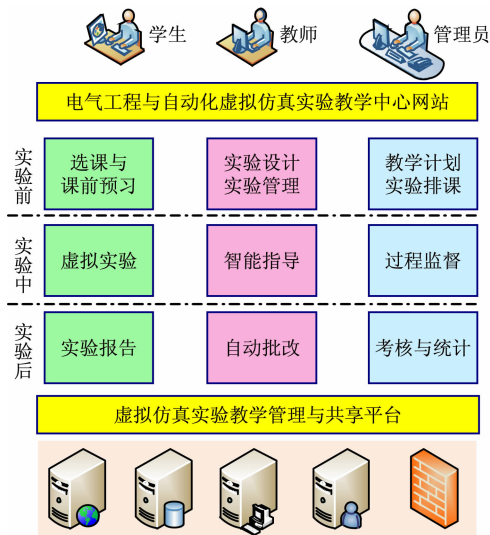 学生
教师
管理员
电气工程与自动化虚拟仿真实验教学中心网站
实验前
选课与
课前预习
实验设计
实验管理
教学计划
实验排课
实验中
虚拟实验
智能指导
过程监督
实验后
实验报告
自动批改
考核与统计
虚拟仿真实验教学管理与共享平台